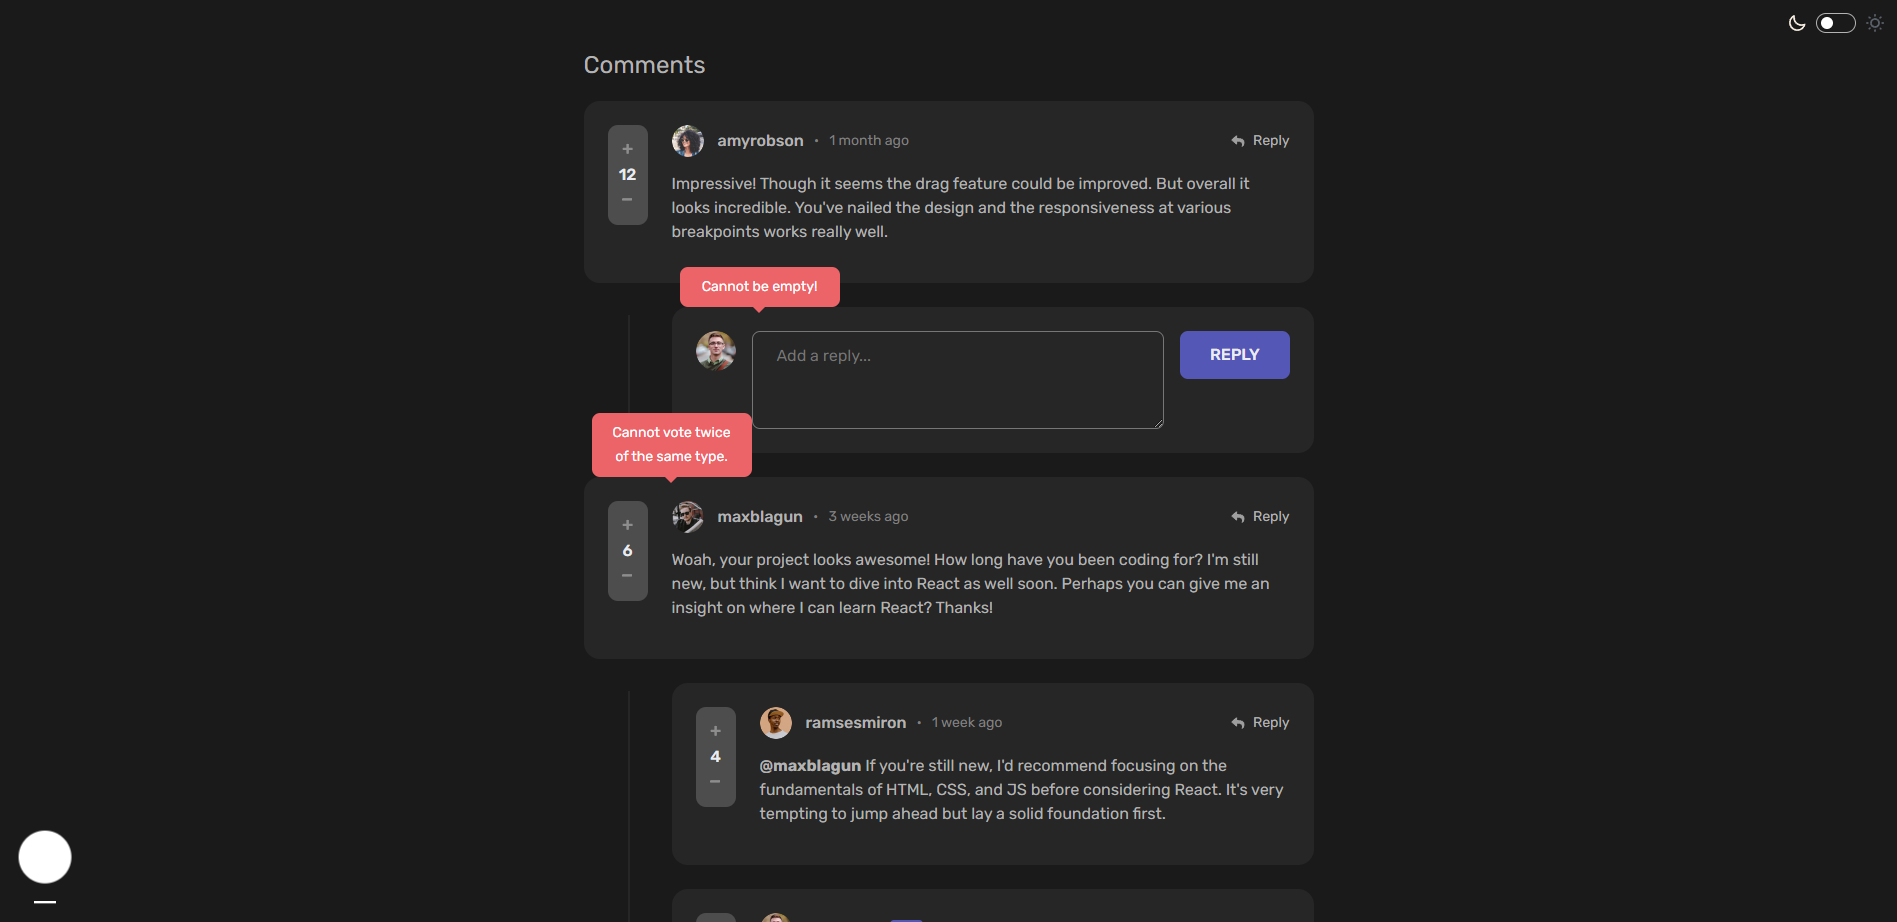 Comments
+
12
−
amyrobson • 1 month ago
Reply
Impressive! Though it seems the drag feature could be improved. But overall it
looks incredible. You've nailed the design and the responsiveness at various
breakpoints works really well.
Cannot be empty!
Add a reply...
REPLY
Cannot vote twice
of the same type.
+
6
−
maxblagun • 3 weeks ago
Reply
Woah, your project looks awesome! How long have you been coding for? I'm still
new, but think I want to dive into React as well soon. Perhaps you can give me an
insight on where I can learn React? Thanks!
+
4
−
ramsesmiron • 1 week ago
Reply
@maxblagun If you're still new, I'd recommend focusing on the
fundamentals of HTML, CSS, and JS before considering React. It's very
tempting to jump ahead but lay a solid foundation first.